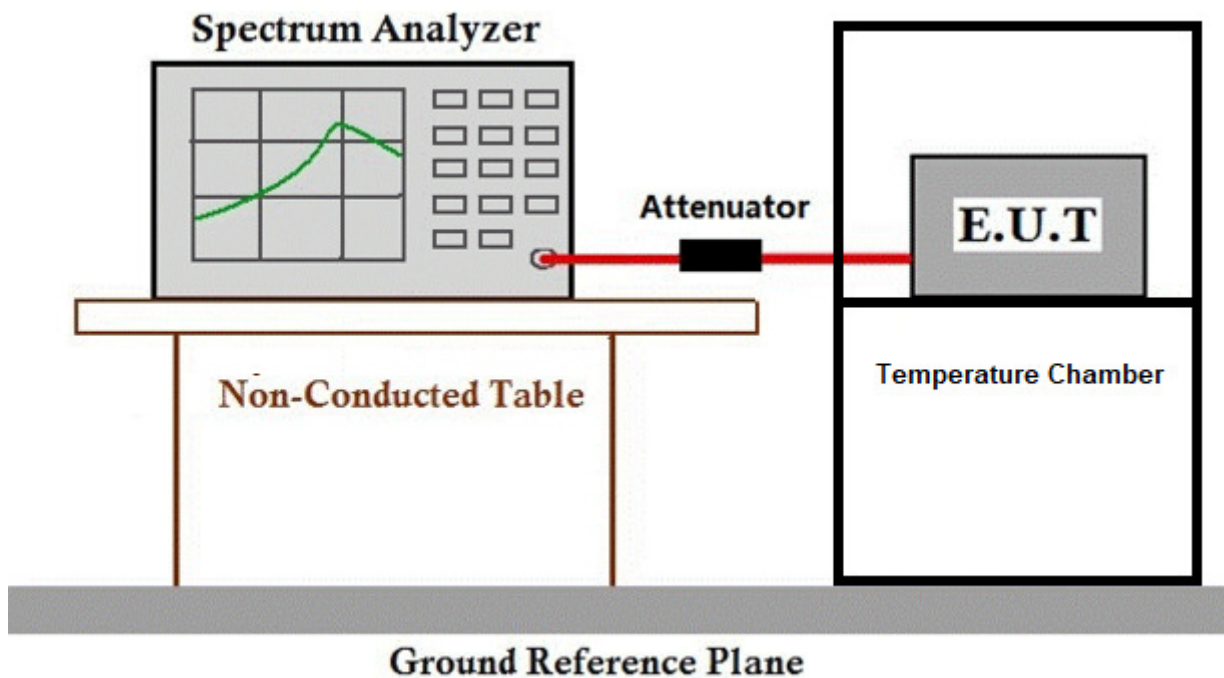 Spectrum Analyzer
Attenuator
E.U.T
Non-Conducted Table
Temperature Chamber
Ground Reference Plane